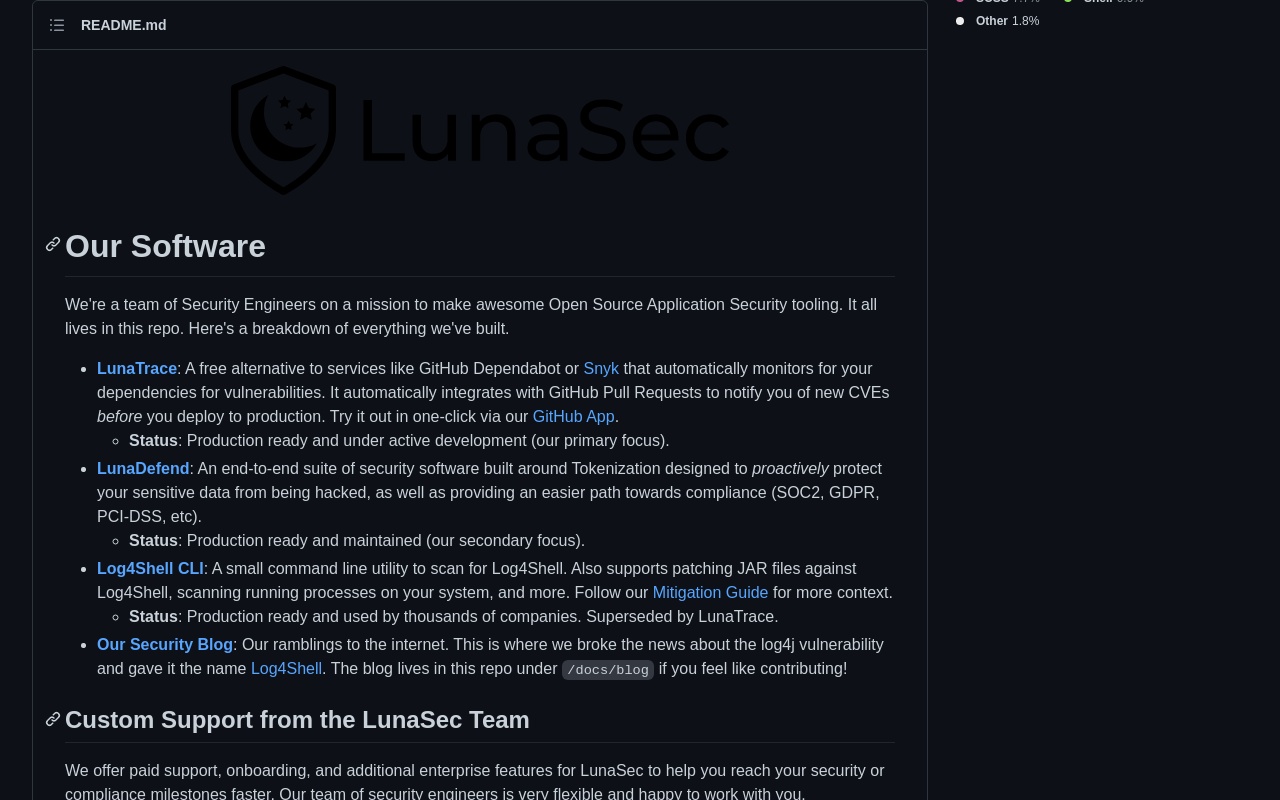 SCSS 7.7% Shell 6.9%
README.md
Other 1.8%
LunaSec
Our Software
We're a team of Security Engineers on a mission to make awesome Open Source Application Security tooling. It all
lives in this repo. Here's a breakdown of everything we've built.
LunaTrace: A free alternative to services like GitHub Dependabot or Snyk that automatically monitors for your
dependencies for vulnerabilities. It automatically integrates with GitHub Pull Requests to notify you of new CVEs
before you deploy to production. Try it out in one-click via our GitHub App.
Status: Production ready and under active development (our primary focus).
LunaDefend: An end-to-end suite of security software built around Tokenization designed to proactively protect
your sensitive data from being hacked, as well as providing an easier path towards compliance (SOC2, GDPR,
PCI-DSS, etc).
Status: Production ready and maintained (our secondary focus).
Log4Shell CLI: A small command line utility to scan for Log4Shell. Also supports patching JAR files against
Log4Shell, scanning running processes on your system, and more. Follow our Mitigation Guide for more context.
Status: Production ready and used by thousands of companies. Superseded by LunaTrace.
Our Security Blog: Our ramblings to the internet. This is where we broke the news about the log4j vulnerability
and gave it the name Log4Shell. The blog lives in this repo under /docs/blog if you feel like contributing!
Custom Support from the LunaSec Team
We offer paid support, onboarding, and additional enterprise features for LunaSec to help you reach your security or
compliance milestones faster. Our team of security engineers is very flexible and happy to work with you.